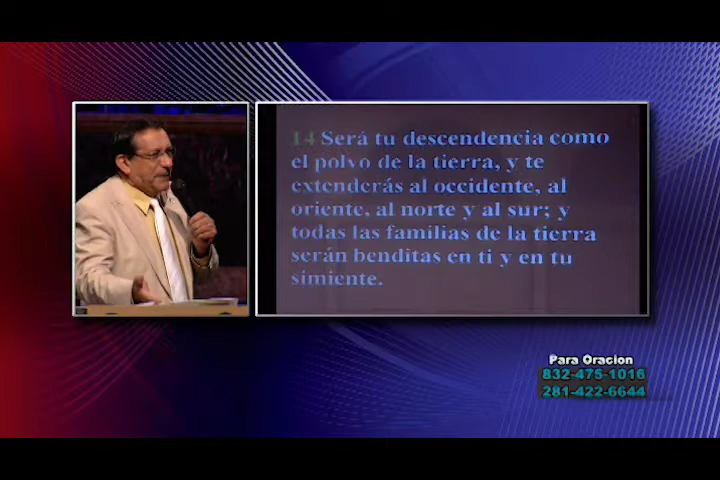 14 Será tu descendencia como
el polvo de la tierra, y te
extenderás al occidente, al
oriente, al norte y al sur; y
todas las familias de la tierra
serán benditas en ti y en tu
simiente.
Para Oracion
832-475-1016
281-422-6644